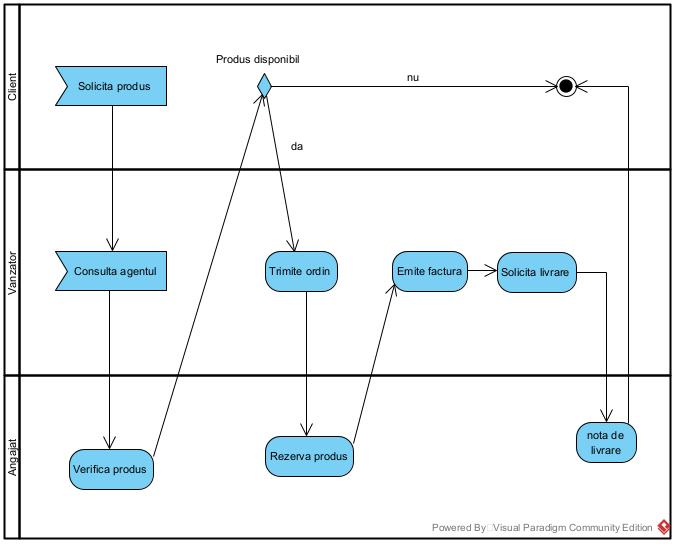 Client
Produs disponibil
Solicita produs
nu
da
Vanzator
Consulta agentul
Trimite ordin
Emite factura
Solicita livrare
Angajat
Verifica produs
Rezerva produs
nota de
livrare
Powered By Visual Paradigm Community Edition